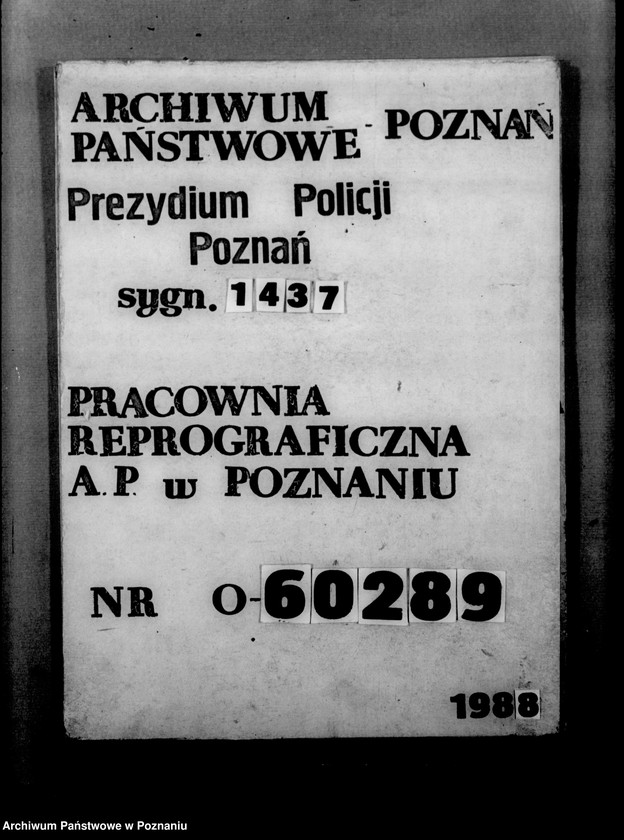 ARCHIWUM
PAŃSTWOWE - POZNAŃ
Prezydium Policji
Poznań
sygn. 1437
PRACOWNIA
REPROGRAFICZNA
A.P. w POZNANIU
NR O-60289
1988
Archiwum Państwowe w Poznaniu